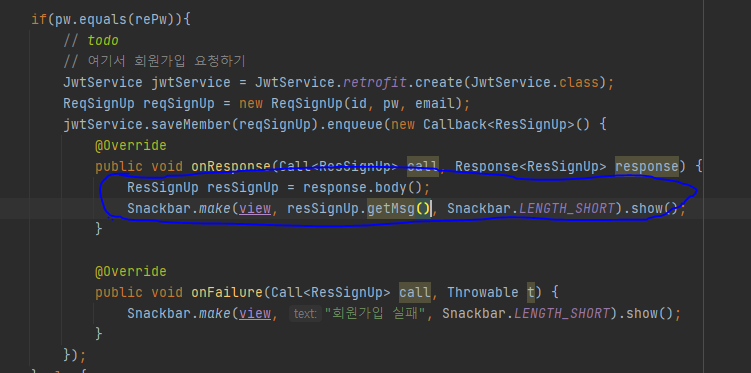 if(pw.equals(rePw)){
// todo
// 여기서 회원가입 요청하기
JwtService jwtService = JwtService.retrofit.create(JwtService.class);
ReqSignUp reqSignUp = new ReqSignUp(id, pw, email);
jwtService.saveMember(reqSignUp).enqueue(new Callback<ResSignUp>() {
@Override
public void onResponse(Call<ResSignUp> call, Response<ResSignUp> response) {
ResSignUp resSignUp = response.body();
Snackbar.make(view, resSignUp.getMsg(), Snackbar.LENGTH_SHORT).show();
}
@Override
public void onFailure(Call<ResSignUp> call, Throwable t) {
Snackbar.make(view, text: "회원가입 실패", Snackbar.LENGTH_SHORT).show();
}
});